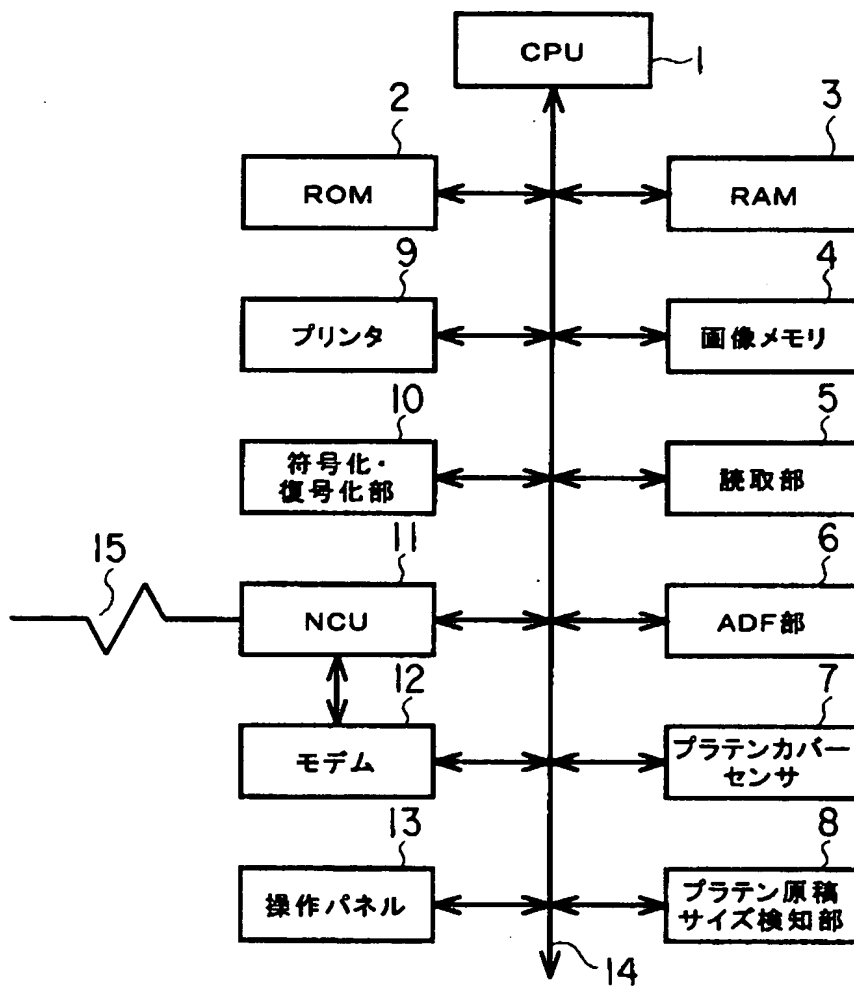 CPU
1
2
3
ROM
RAM
9
4
プリンタ
画像メモリ
10
5
符号化・
復号化部
読取部
15
11
6
NCU
ADF部
12
7
モデム
プラテンカバー
センサ
13
8
操作パネル
プラテン原稿
サイズ検知部
14